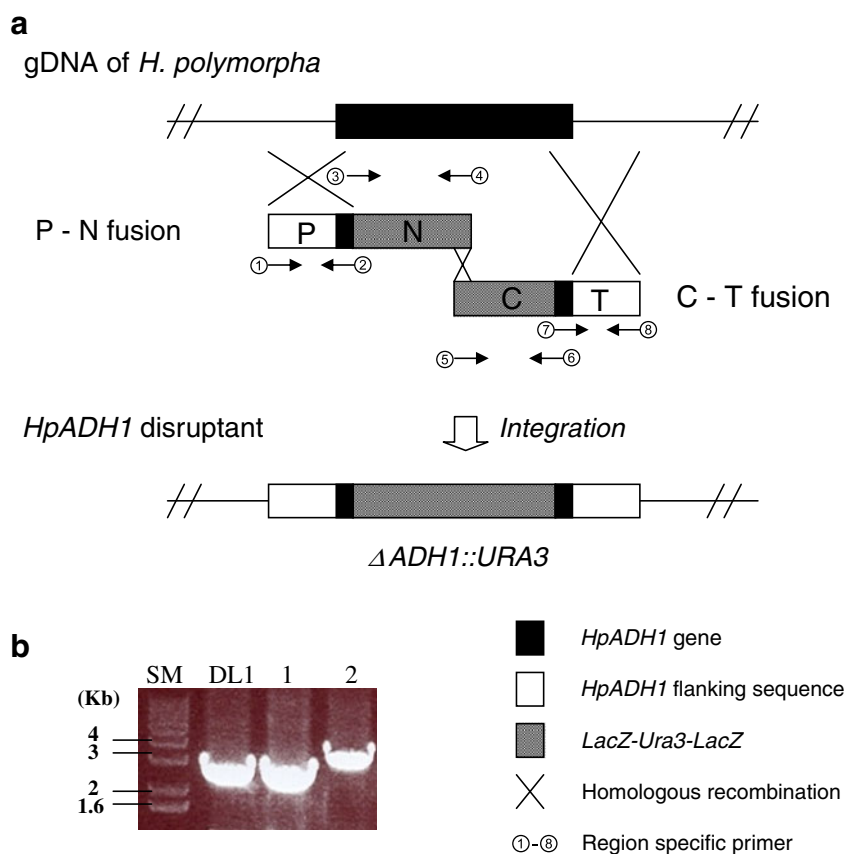 a
gDNA of H. polymorpha
③ ④
P - N fusion
P N
① ②
C T
C - T fusion
⑦ ⑧
⑤ ⑥
HpADH1 disruptant
Integration
Δ ADH1::URA3
b
SM DL1 1 2
(Kb)
4
3
2
1.6
HpADH1 gene
HpADH1 flanking sequence
LacZ-Ura3-LacZ
Homologous recombination
①-⑧ Region specific primer